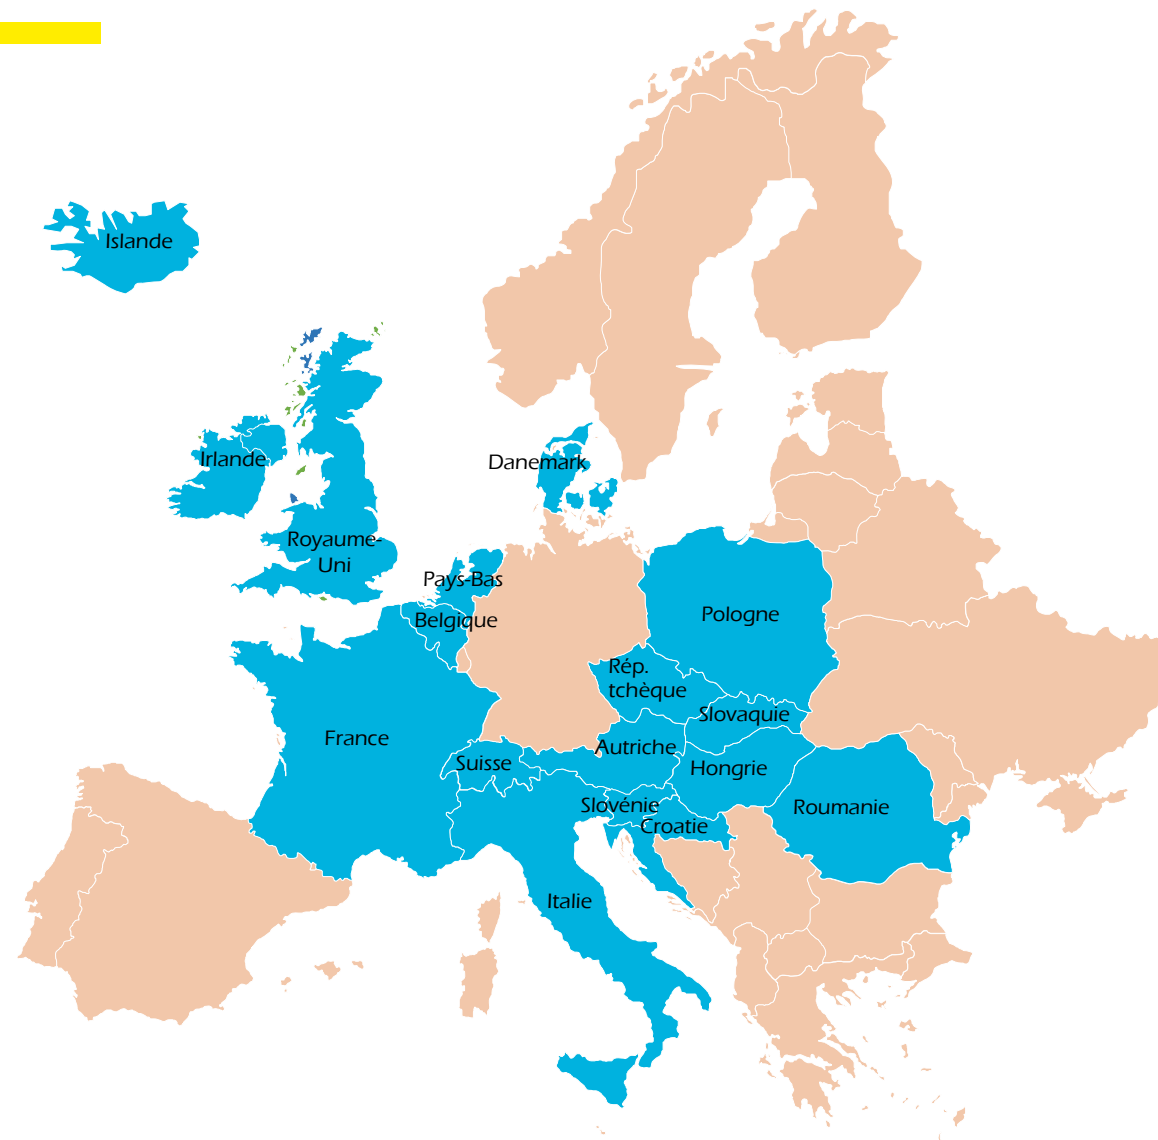 Islande
Danemark
Irlande
Royaume-
Uni
Pays-Bas
Pologne
Belgique
Rép.
tchèque
Slovaquie
France
Autriche
Suisse
Hongrie
Slovénie
Roumanie
Croatie
Italie